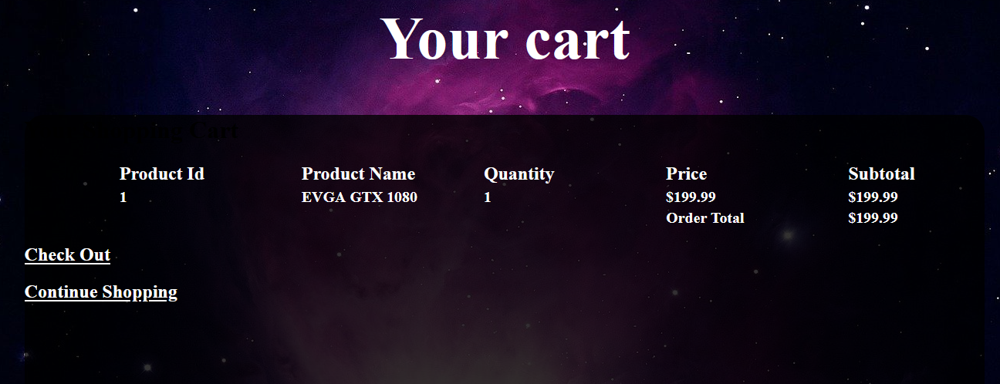 Your cart
Cart
Product Id Product Name Quantity Price Subtotal
1 EVGA GTX 1080 1 $199.99 $199.99
Order Total $199.99
Check Out
Continue Shopping